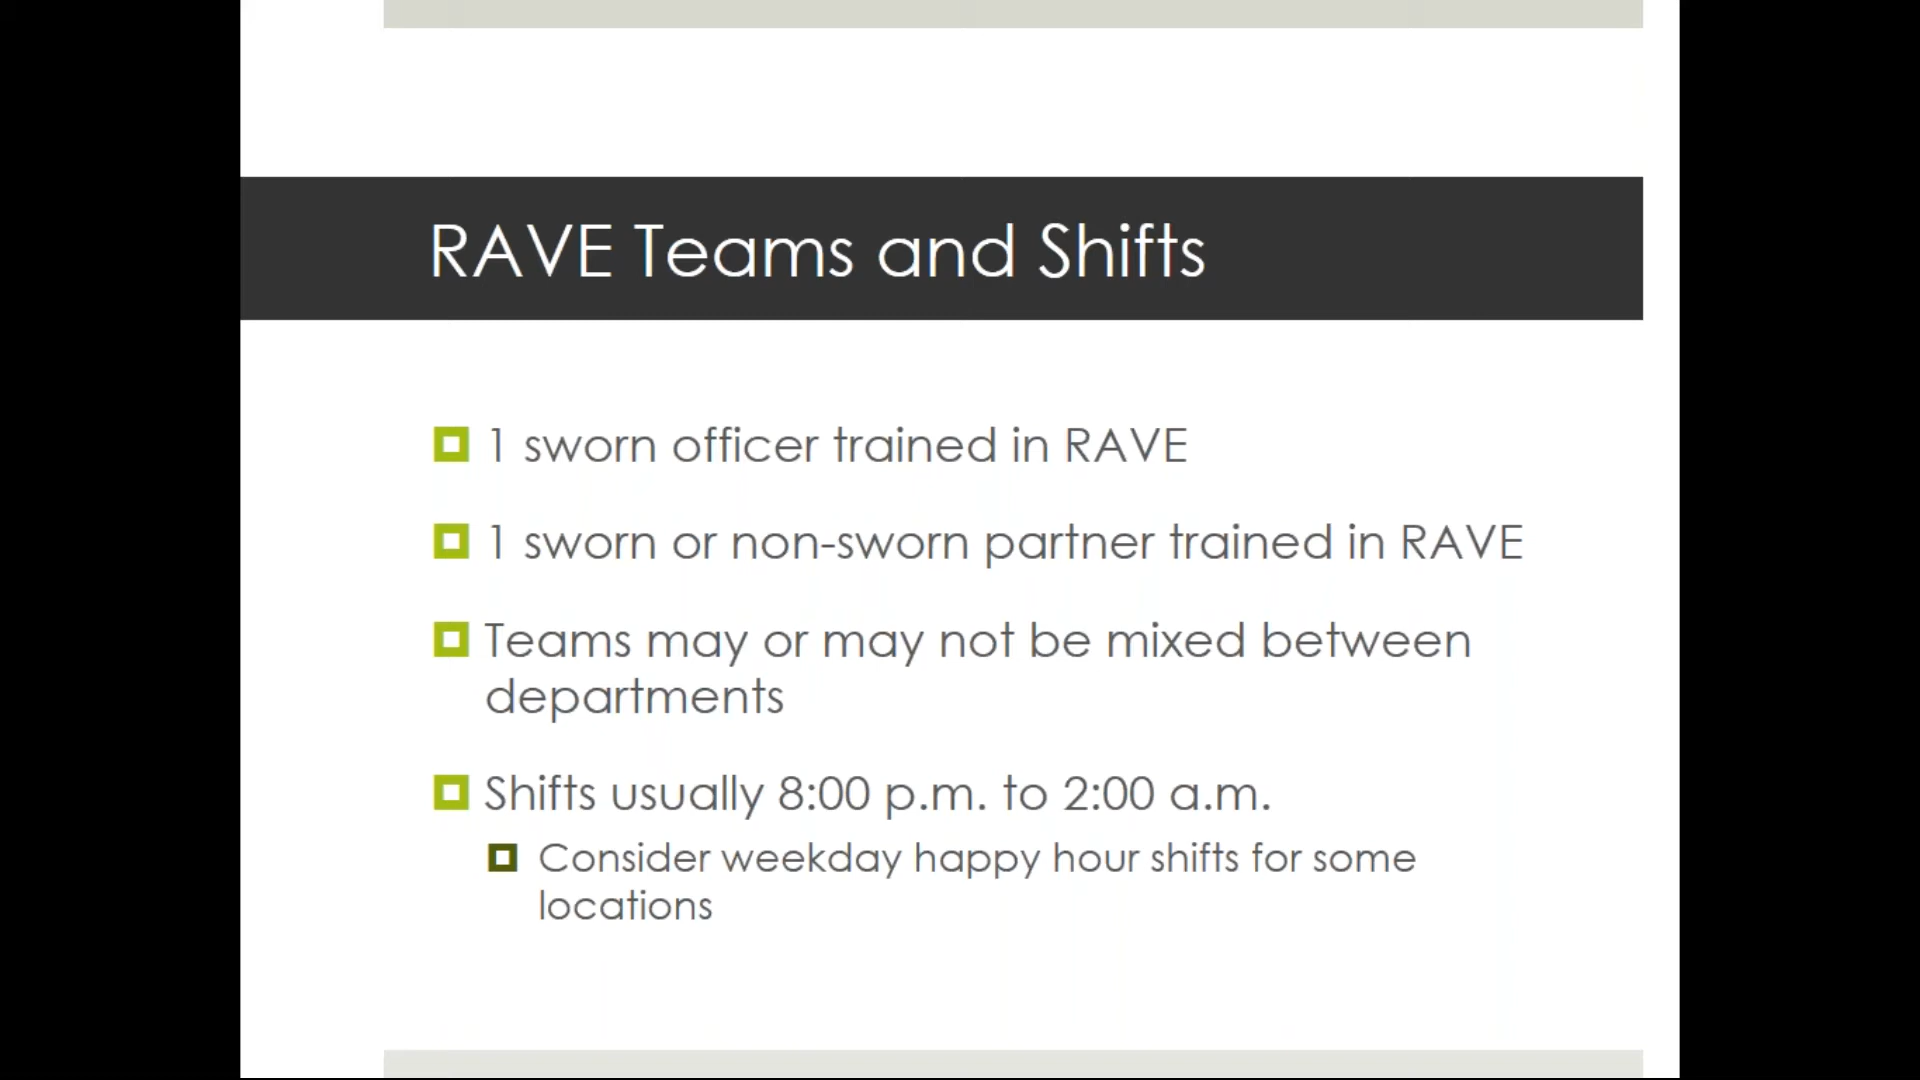 RAVE Teams and Shifts
1 sworn officer trained in RAVE
1 sworn or non-sworn partner trained in RAVE
Teams may or may not be mixed between
departments
Shifts usually 8:00 p.m. to 2:00 a.m.
Consider weekday happy hour shifts for some
locations